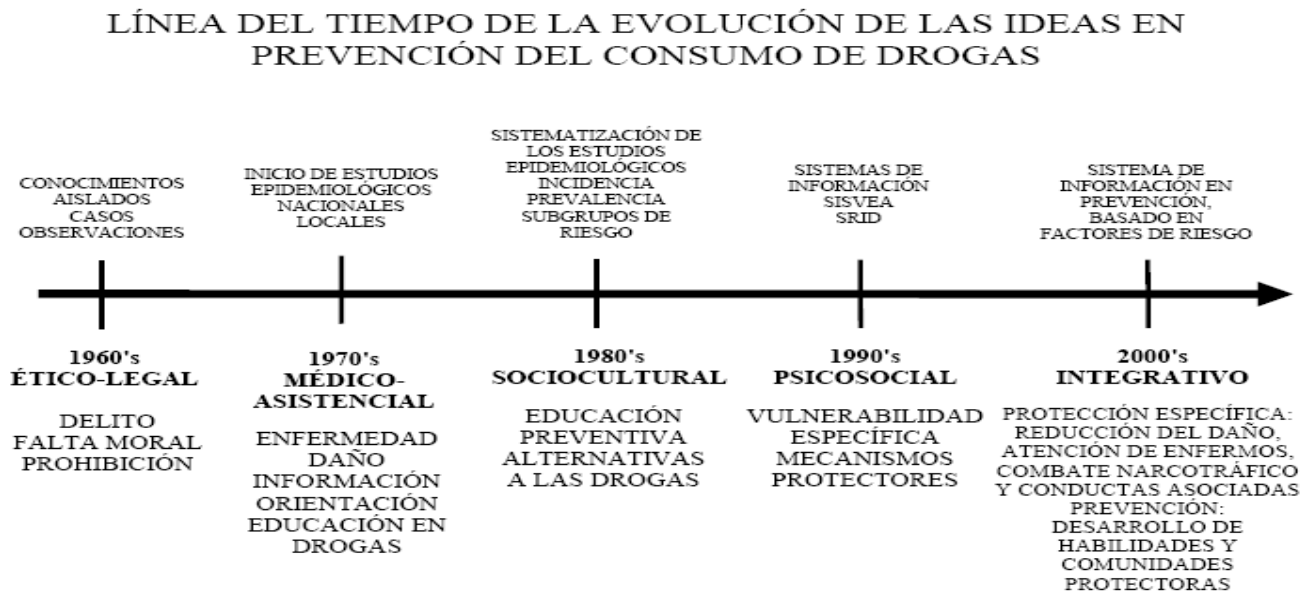 LÍNEA DEL TIEMPO DE LA EVOLUCIÓN DE LAS IDEAS EN
PREVENCIÓN DEL CONSUMO DE DROGAS
CONOCIMIENTOS
AISLADOS
CASOS
OBSERVACIONES
INICIO DE ESTUDIOS
EPIDEMIOLÓGICOS
NACIONALES
LOCALES
SISTEMATIZACIÓN DE
LOS ESTUDIOS
EPIDEMIOLÓGICOS
INCIDENCIA
PREVALENCIA
SUBGRUPOS DE
RIESGO
SISTEMAS DE
INFORMACIÓN
SISVEA
SRID
SISTEMA DE
INFORMACIÓN EN
PREVENCIÓN,
BASADO EN
FACTORES DE RIESGO
1960's
ÉTICO-LEGAL
DELITO
FALTA MORAL
PROHIBICIÓN
1970's
MÉDICO-
ASISTENCIAL
ENFERMEDAD
DAÑO
INFORMACIÓN
ORIENTACIÓN
EDUCACIÓN EN
DROGAS
1980's
SOCIOCULTURAL
EDUCACIÓN
PREVENTIVA
ALTERNATIVAS
A LAS DROGAS
1990's
PSICOSOCIAL
VULNERABILIDAD
ESPECÍFICA
MECANISMOS
PROTECTORES
2000's
INTEGRATIVO
PROTECCIÓN ESPECÍFICA:
REDUCCIÓN DEL DAÑO,
ATENCIÓN DE ENFERMOS,
COMBATE NARCOTRÁFICO
Y CONDUCTAS ASOCIADAS
PREVENCIÓN:
DESARROLLO DE
HABILIDADES Y
COMUNIDADES
PROTECTORAS